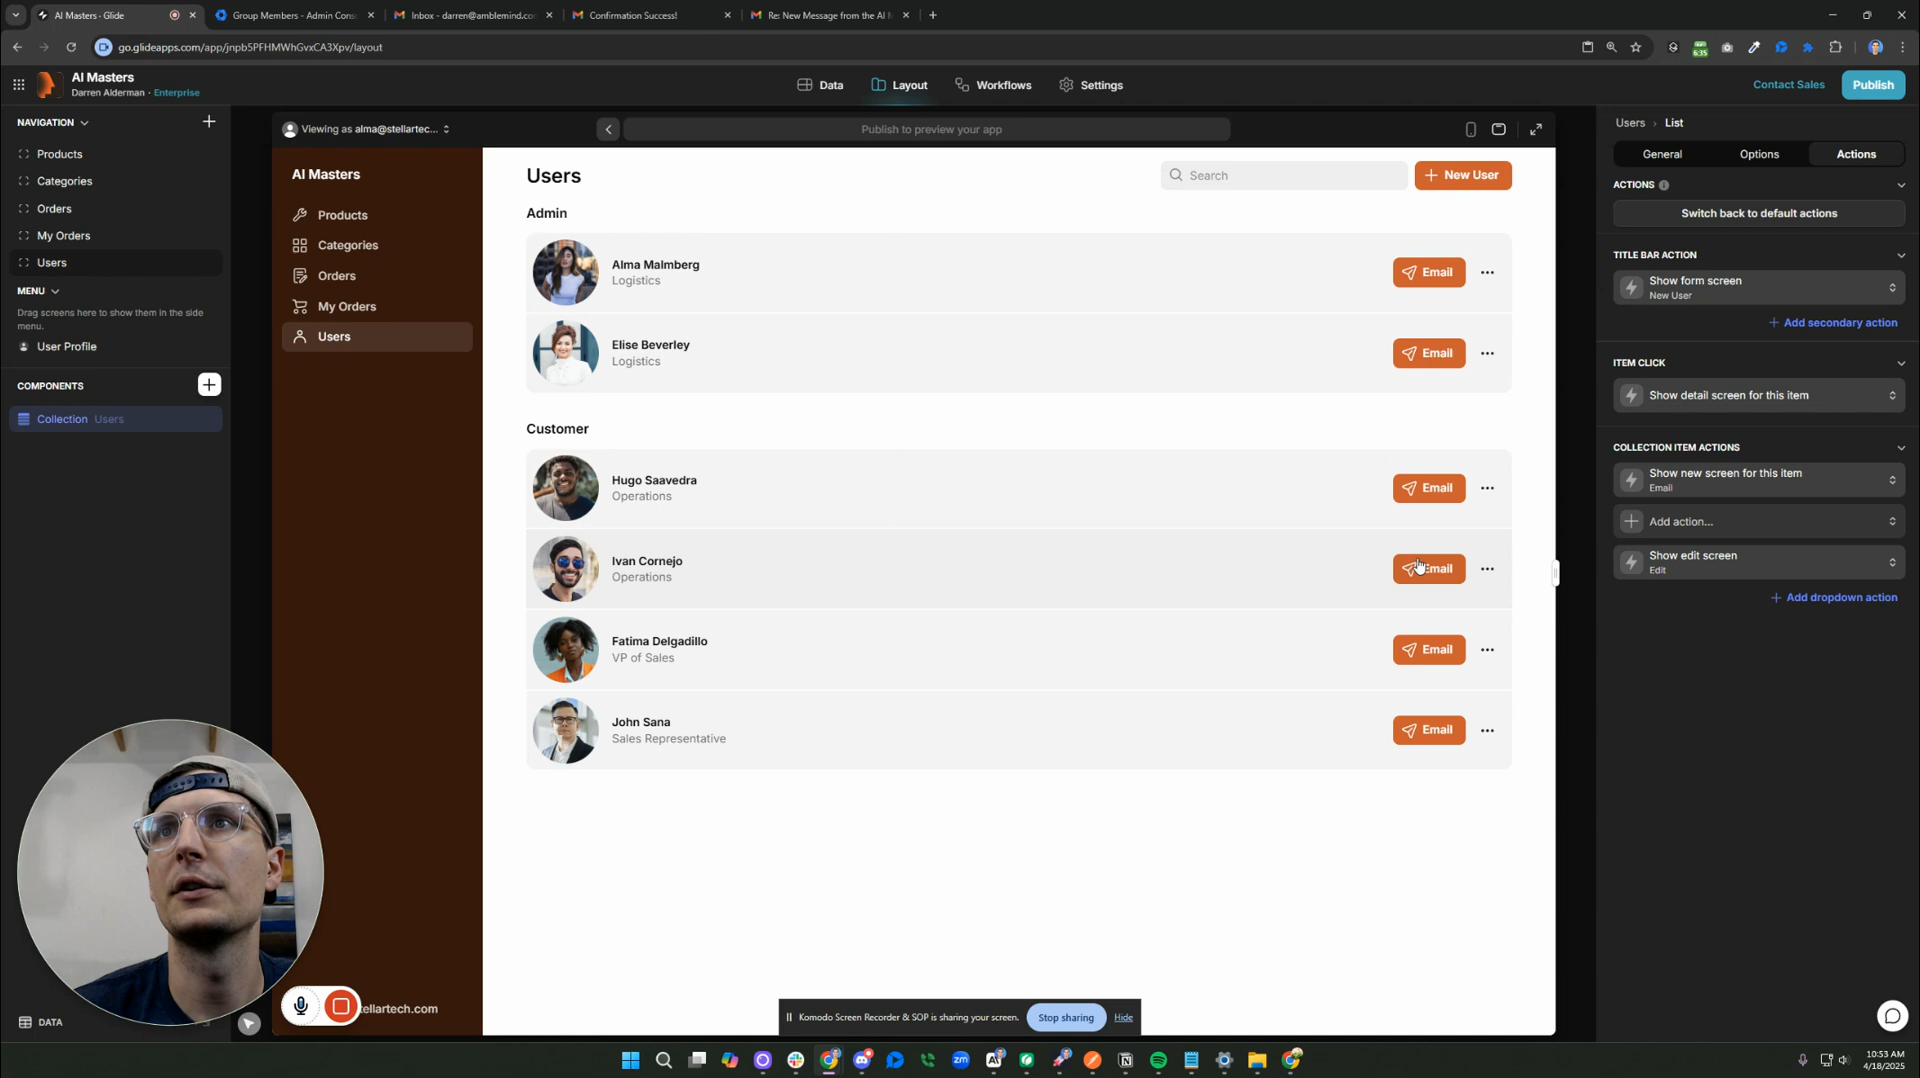 AI Masters - Glide
Group Members - Admin Cons
Inbox - darren@amblemind.co
Confirmation Success!
Re: New Message from the AI M
go.glideapps.com/app/jnpb5PFHMWhGvxCA3Xpv/layout
6:35
AI Masters
Darren Alderman · Enterprise
Data
Layout
Workflows
Settings
Contact Sales
Publish
NAVIGATION
Products
Categories
Orders
My Orders
Users
MENU
Drag screens here to show them in the side
menu.
User Profile
COMPONENTS
Collection Users
DATA
Viewing as alma@stellartec...
Publish to preview your app
AI Masters
Products
Categories
Orders
My Orders
Users
tellartech.com
Users
Search
New User
Admin
Alma Malmberg
Logistics
Email
Elise Beverley
Logistics
Email
Customer
Hugo Saavedra
Operations
Email
Ivan Cornejo
Operations
Email
Fatima Delgadillo
VP of Sales
Email
John Sana
Sales Representative
Email
Users › List
General
Options
Actions
ACTIONS
Switch back to default actions
TITLE BAR ACTION
Show form screen
New User
Add secondary action
ITEM CLICK
Show detail screen for this item
COLLECTION ITEM ACTIONS
Show new screen for this item
Email
Add action...
Show edit screen
Edit
Add dropdown action
Komodo Screen Recorder & SOP is sharing your screen.
Stop sharing
Hide
zm
10:53 AM
4/18/2025